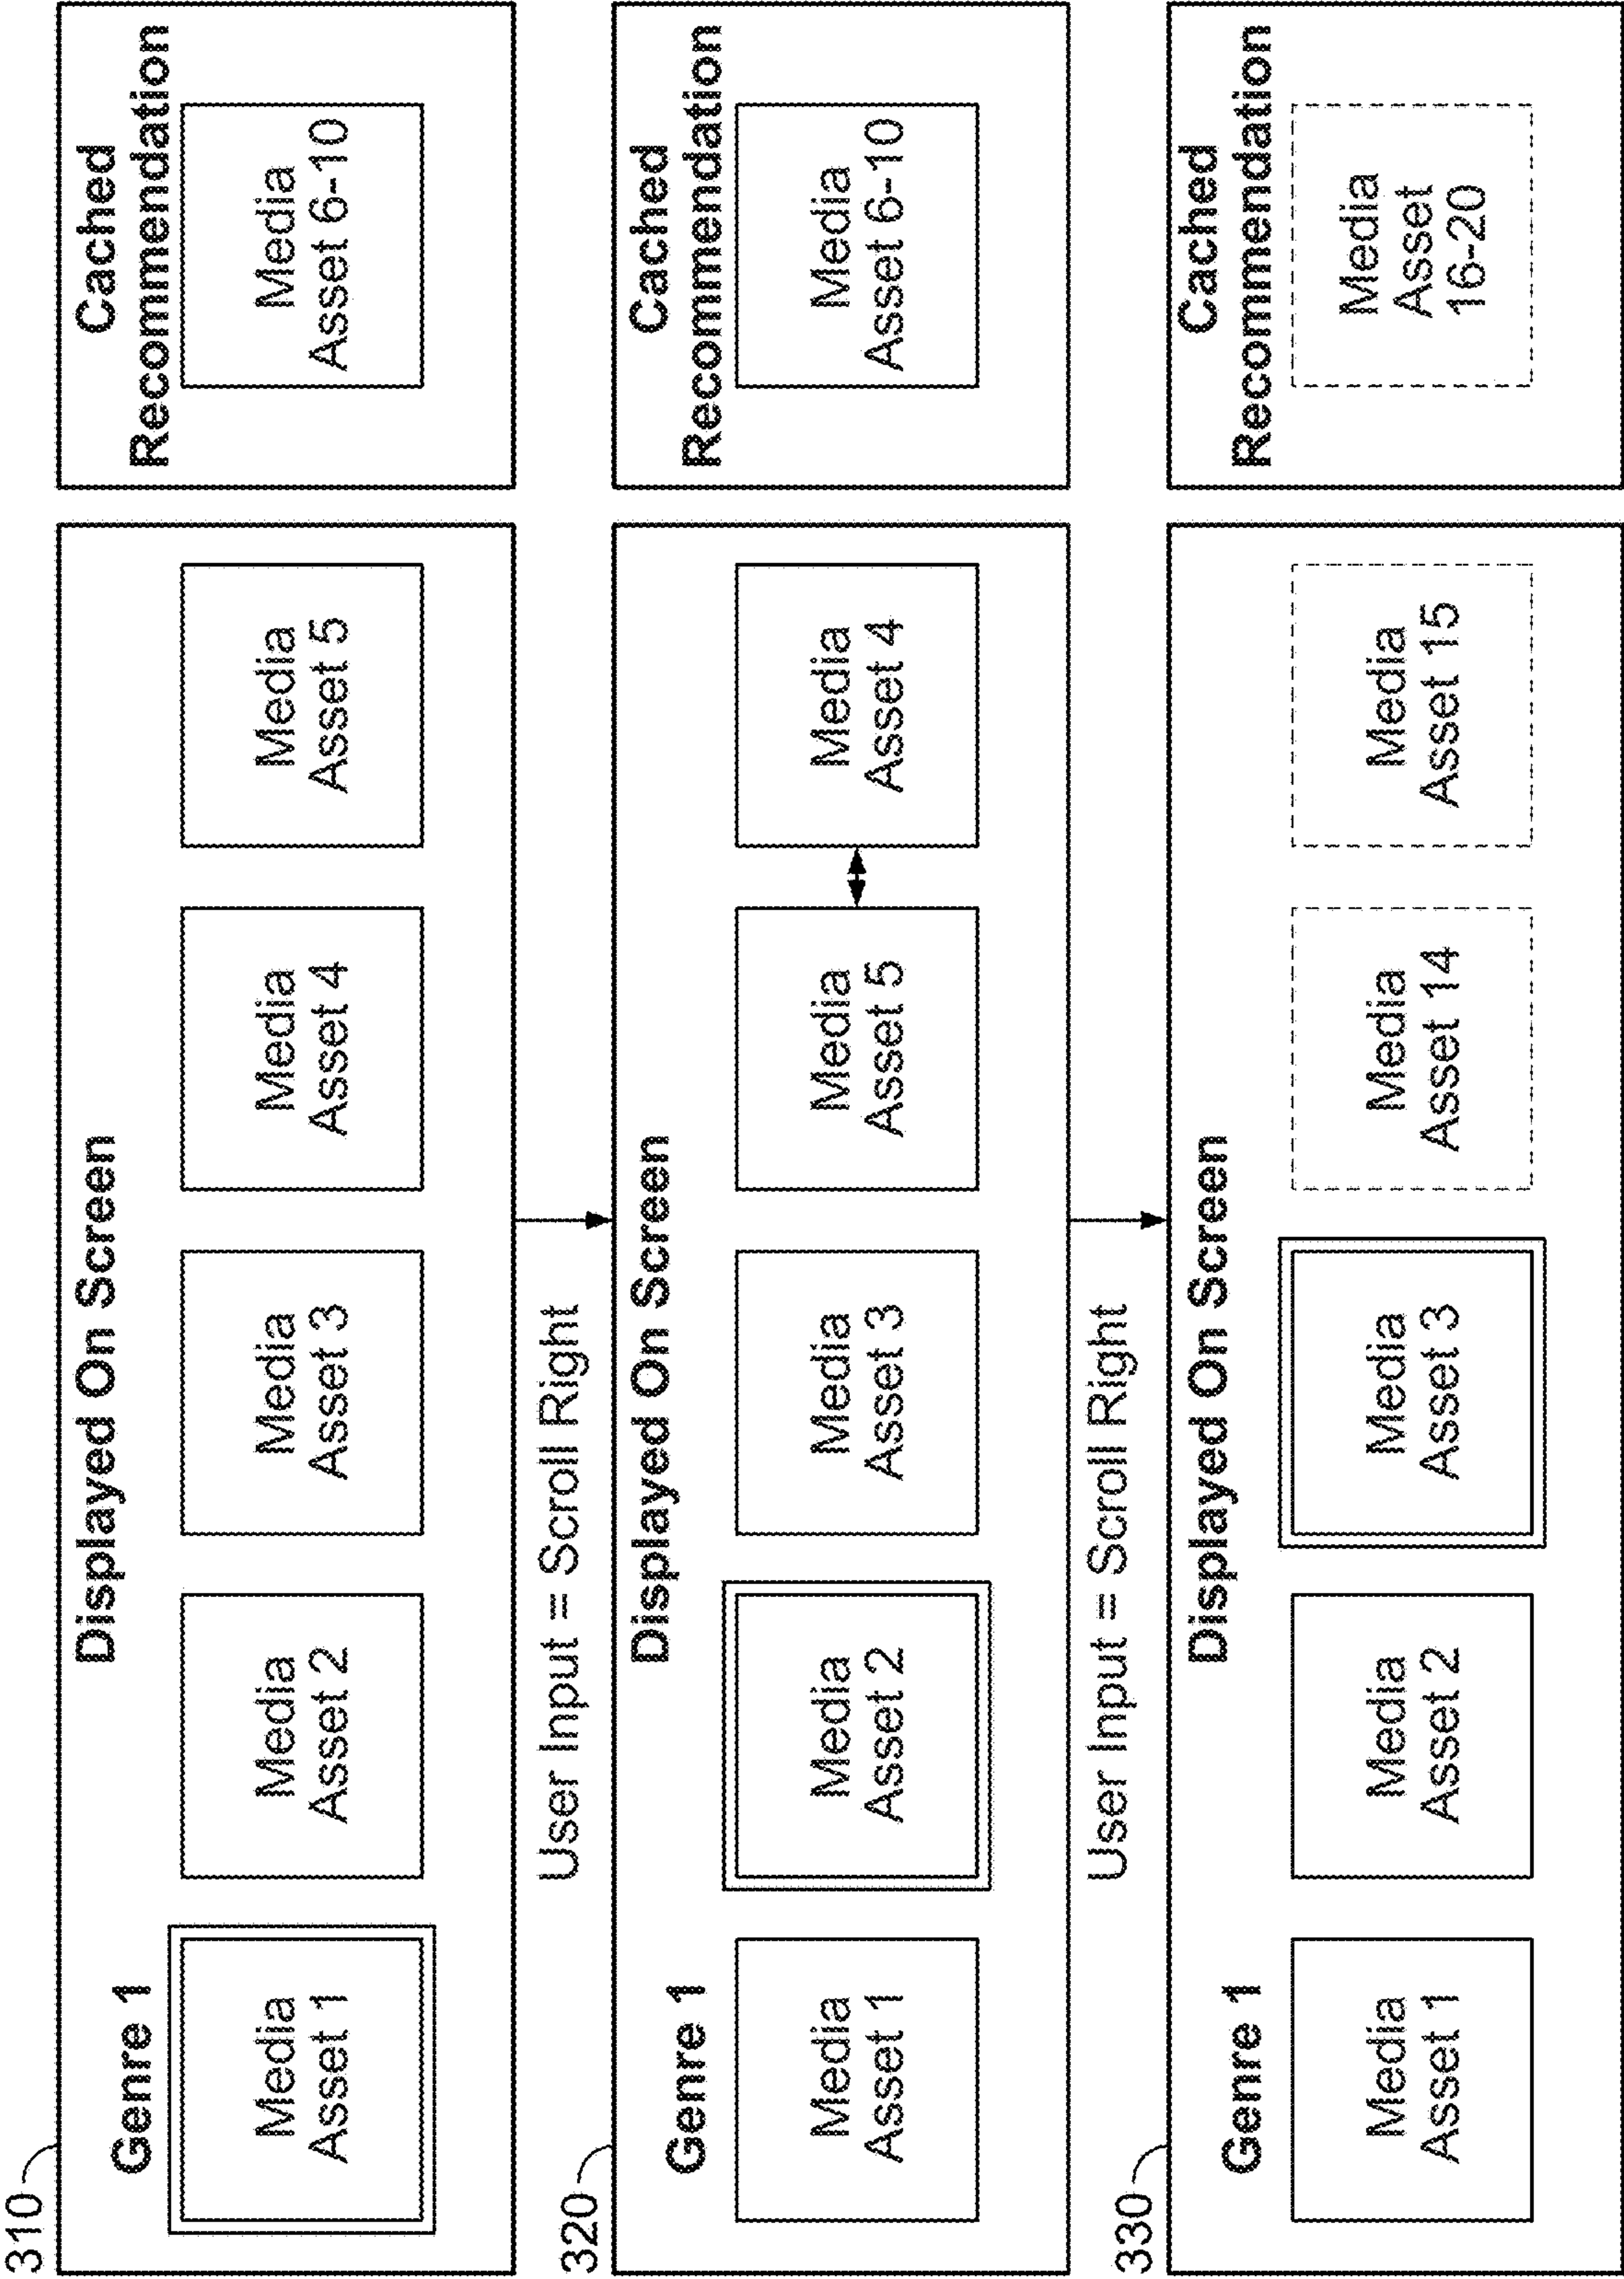 310
Displayed On Screen
Genre 1
Media
Asset 1
Media
Asset 2
Media
Asset 3
Media
Asset 4
Media
Asset 5
Cached
Recommendation
Media
Asset 6-10
User Input = Scroll Right
320
Displayed On Screen
Genre 1
Media
Asset 1
Media
Asset 2
Media
Asset 3
Media
Asset 5
Media
Asset 4
Cached
Recommendation
Media
Asset 6-10
User Input = Scroll Right
330
Displayed On Screen
Genre 1
Media
Asset 1
Media
Asset 2
Media
Asset 3
Media
Asset 14
Media
Asset 15
Cached
Recommendation
Media
Asset
16-20